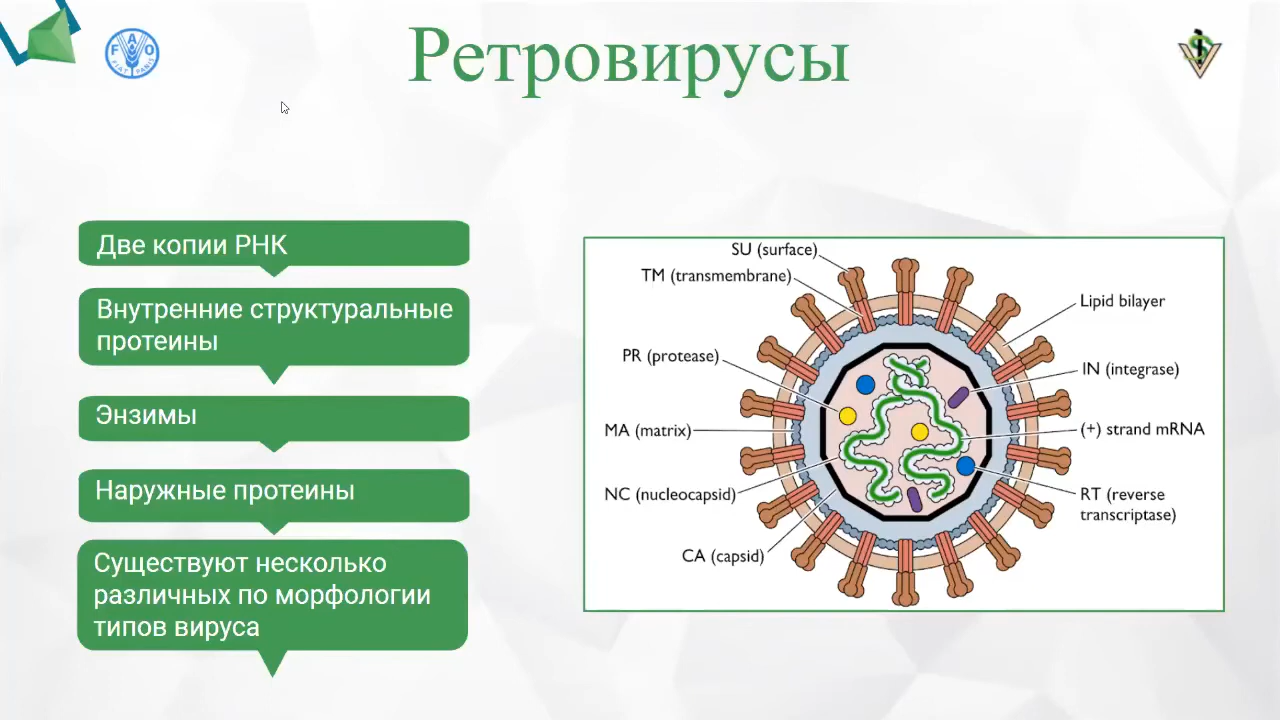 Ретровирусы
F A O
FIAT PANIS
Две копии РНК
Внутренние структуральные
протеины
Энзимы
Наружные протеины
Существуют несколько
различных по морфологии
типов вируса
SU (surface)
TM (transmembrane)
PR (protease)
MA (matrix)
NC (nucleocapsid)
CA (capsid)
Lipid bilayer
IN (integrase)
(+) strand mRNA
RT (reverse
transcriptase)